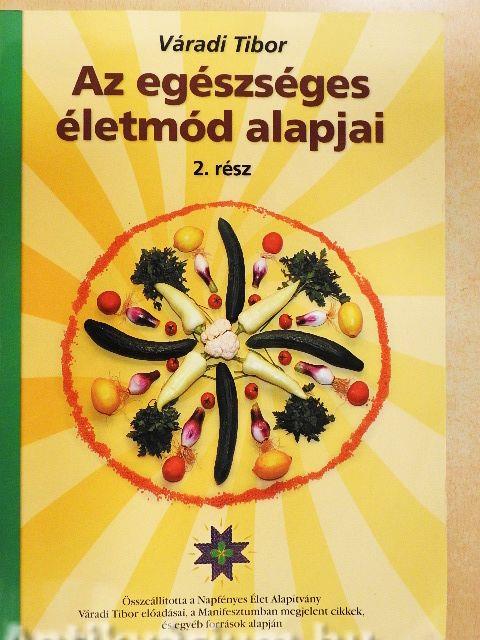 Váradi Tibor
Az egészséges
életmód alapjai
2. rész
Összeállította a Napfényes Élet Alapítvány
Váradi Tibor előadásai, a Manifesztumban megjelent cikkek,
és egyéb források alapján